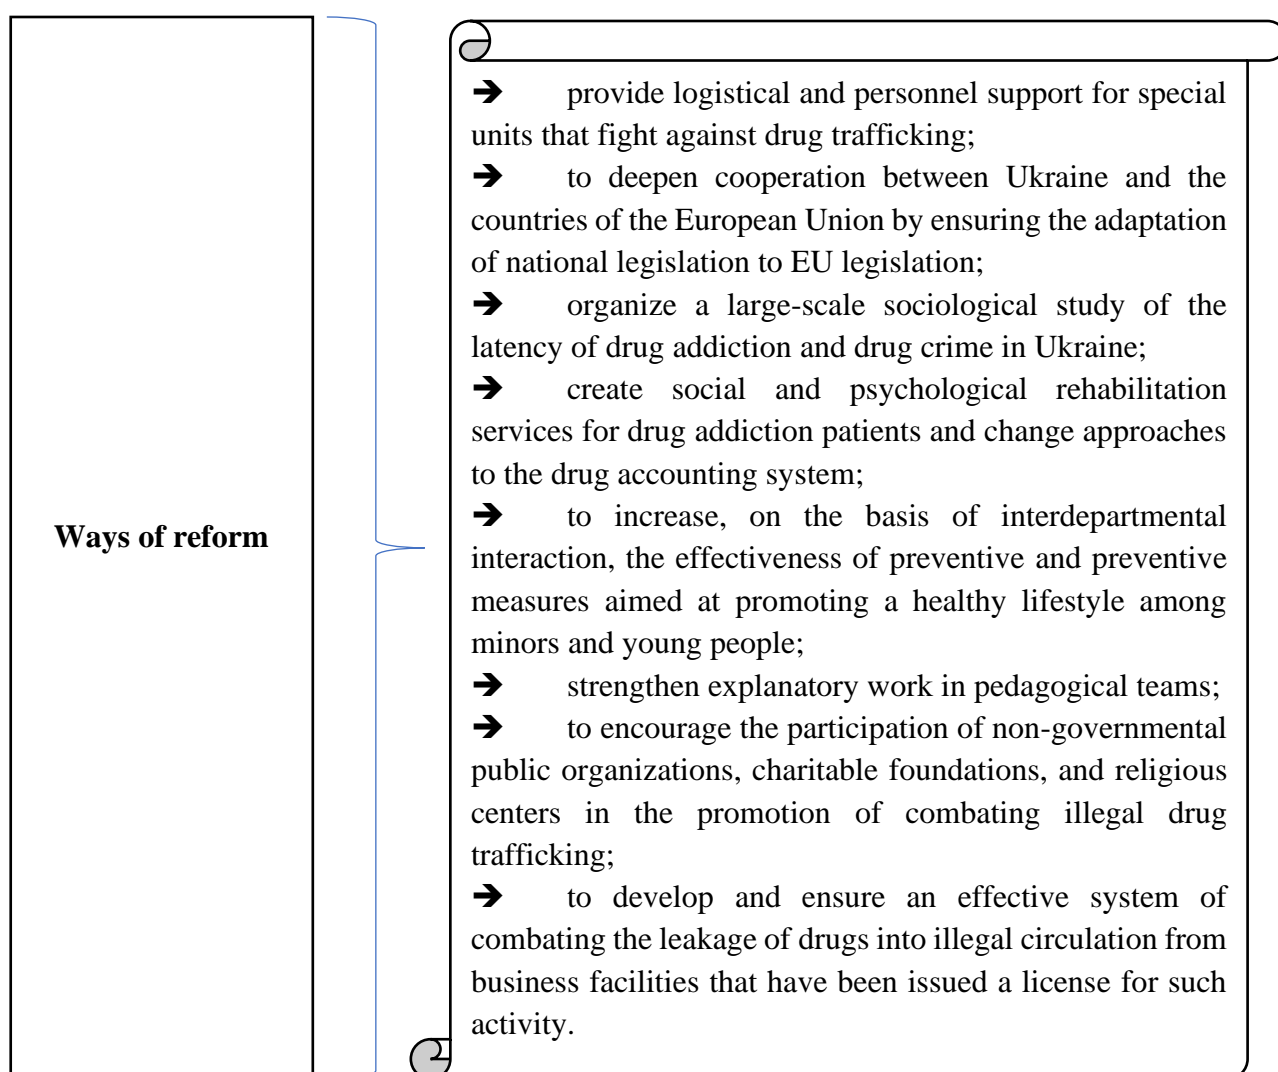 Ways of reform
➔ provide logistical and personnel support for special
units that fight against drug trafficking;
➔ to deepen cooperation between Ukraine and the
countries of the European Union by ensuring the adaptation
of national legislation to EU legislation;
➔ organize a large-scale sociological study of the
latency of drug addiction and drug crime in Ukraine;
➔ create social and psychological rehabilitation
services for drug addiction patients and change approaches
to the drug accounting system;
➔ to increase, on the basis of interdepartmental
interaction, the effectiveness of preventive and preventive
measures aimed at promoting a healthy lifestyle among
minors and young people;
➔ strengthen explanatory work in pedagogical teams;
➔ to encourage the participation of non-governmental
public organizations, charitable foundations, and religious
centers in the promotion of combating illegal drug
trafficking;
➔ to develop and ensure an effective system of
combating the leakage of drugs into illegal circulation from
business facilities that have been issued a license for such
activity.